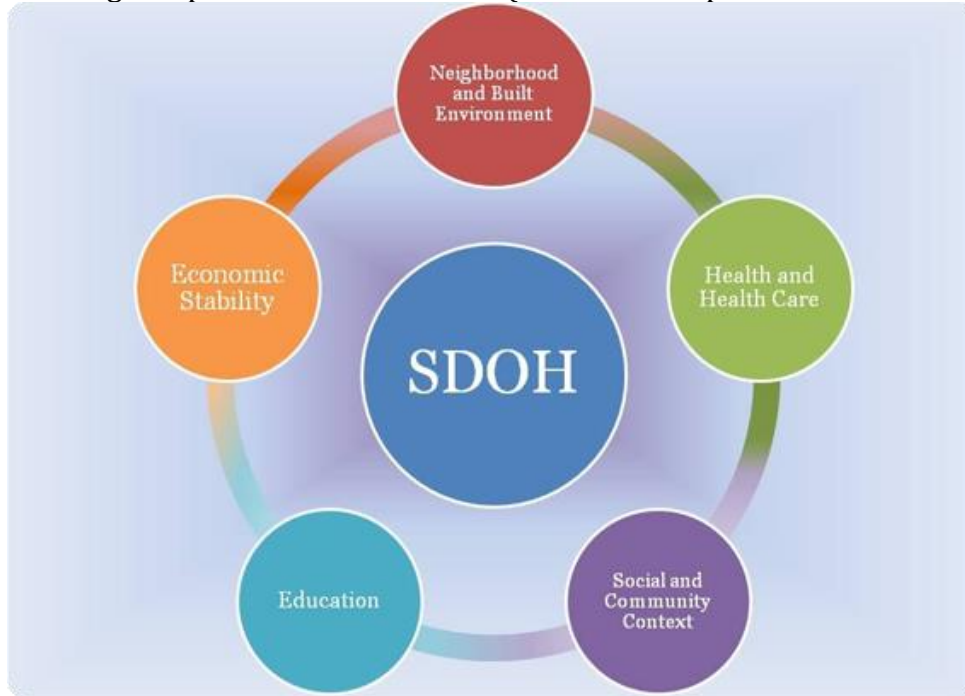 Neighborhood
and Built
Environment
Economic
Stability
Health and
Health Care
SDOH
Education
Social and
Community
Context